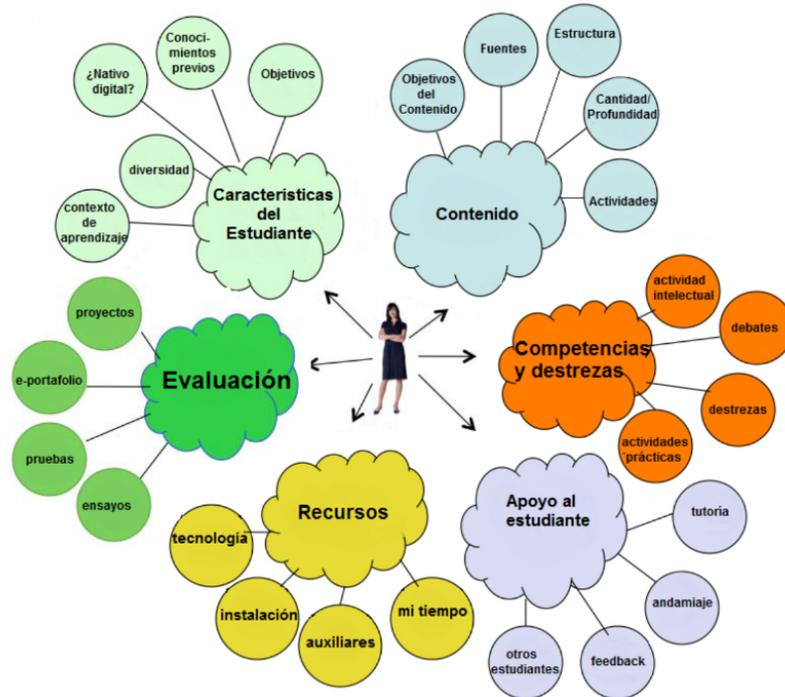 Conoci-
mientos
previos
¿Nativo
digital?
Objetivos
diversidad
contexto
de
aprendizaje
Características
del
Estudiante
Fuentes
Estructura
Objetivos
del
Contenido
Cantidad/
Profundidad
Actividades
Contenido
proyectos
e-portafolio
pruebas
ensayos
Evaluación
actividad
intelectual
debates
destrezas
actividades
´prácticas
Competencias
y destrezas
Recursos
tecnología
instalación
auxiliares
mi tiempo
Apoyo al
estudiante
tutoria
andamiaje
feedback
otros
estudiantes